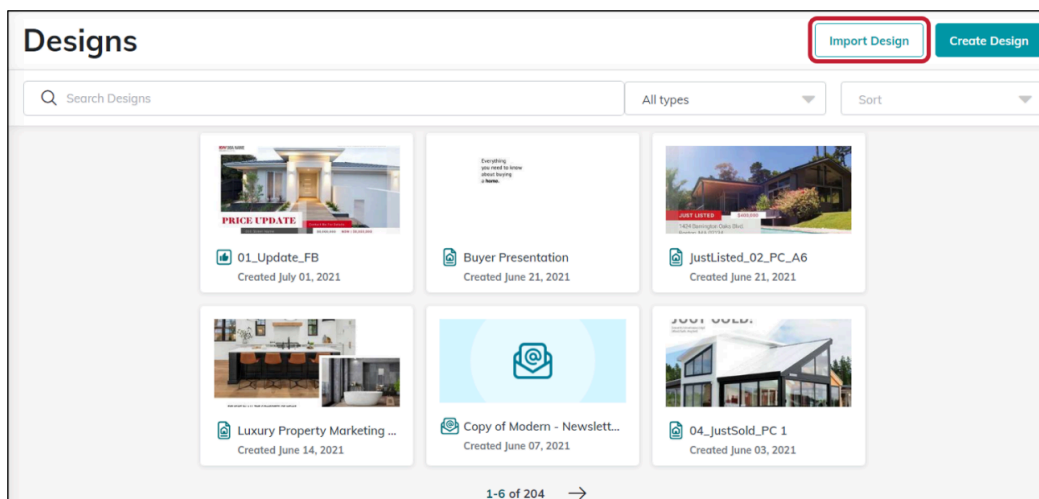 Designs
Import Design
Create Design
Search Designs
All types
Sort
Everything
you need to know
about buying
a home.
PRICE UPDATE
JUST LISTED
$400,000
01_Update_FB
Created July 01, 2021
Buyer Presentation
Created June 21, 2021
JustListed_02_PC_A6
Created June 21, 2021
JUST SOLD.
Luxury Property Marketing ...
Created June 14, 2021
Copy of Modern - Newslett...
Created June 07, 2021
04_JustSold_PC 1
Created June 03, 2021
1-6 of 204